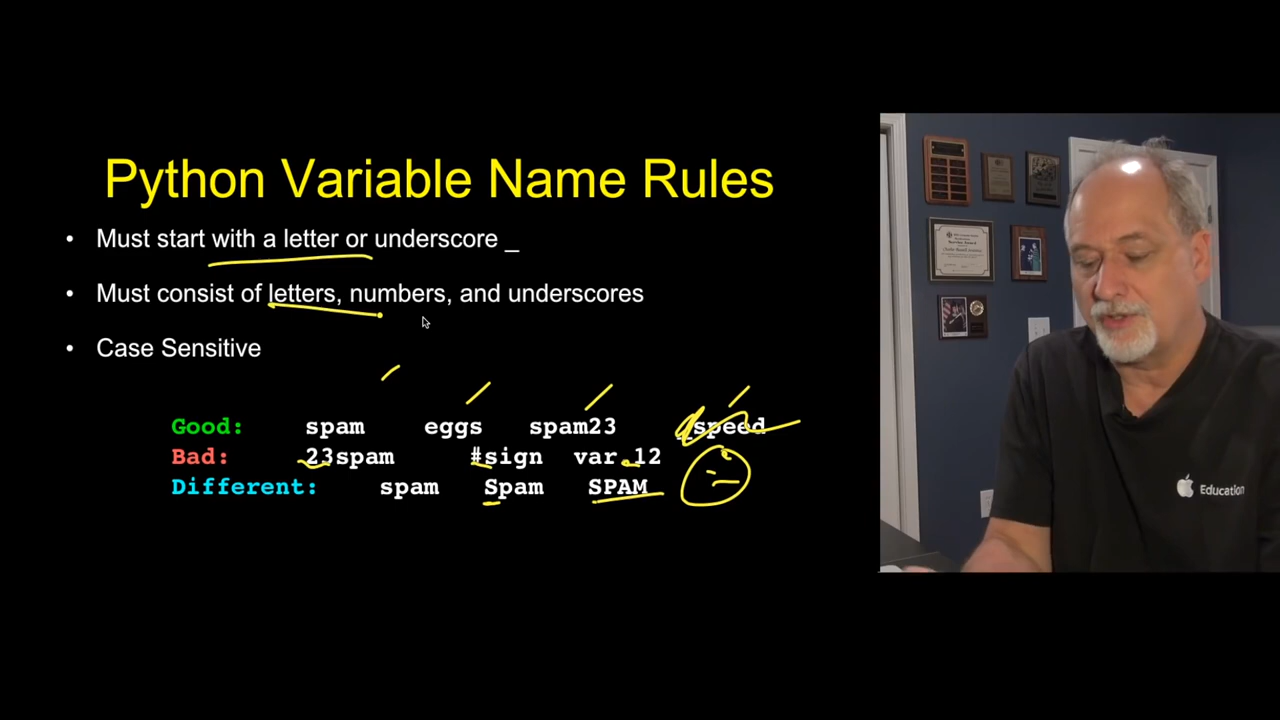 Python Variable Name Rules
• Must start with a letter or underscore _
• Must consist of letters, numbers, and underscores
• Case Sensitive
Good: spam eggs spam23 _speed
Bad: 23spam #sign var.12
Different: spam Spam SPAM
Education